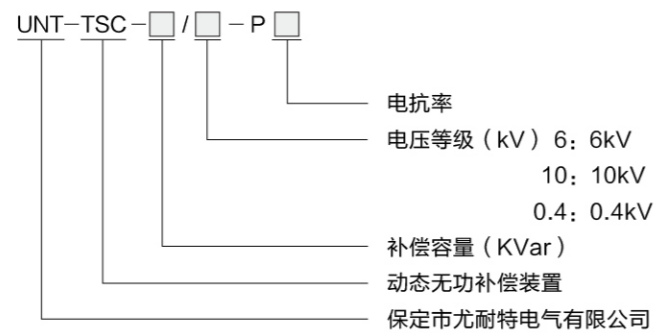 UNT-TSC-□/□-P□
电抗率
电压等级（kV）6：6kV
10：10kV
0.4：0.4kV
补偿容量（KVar）
动态无功补偿装置
保定市尤耐特电气有限公司